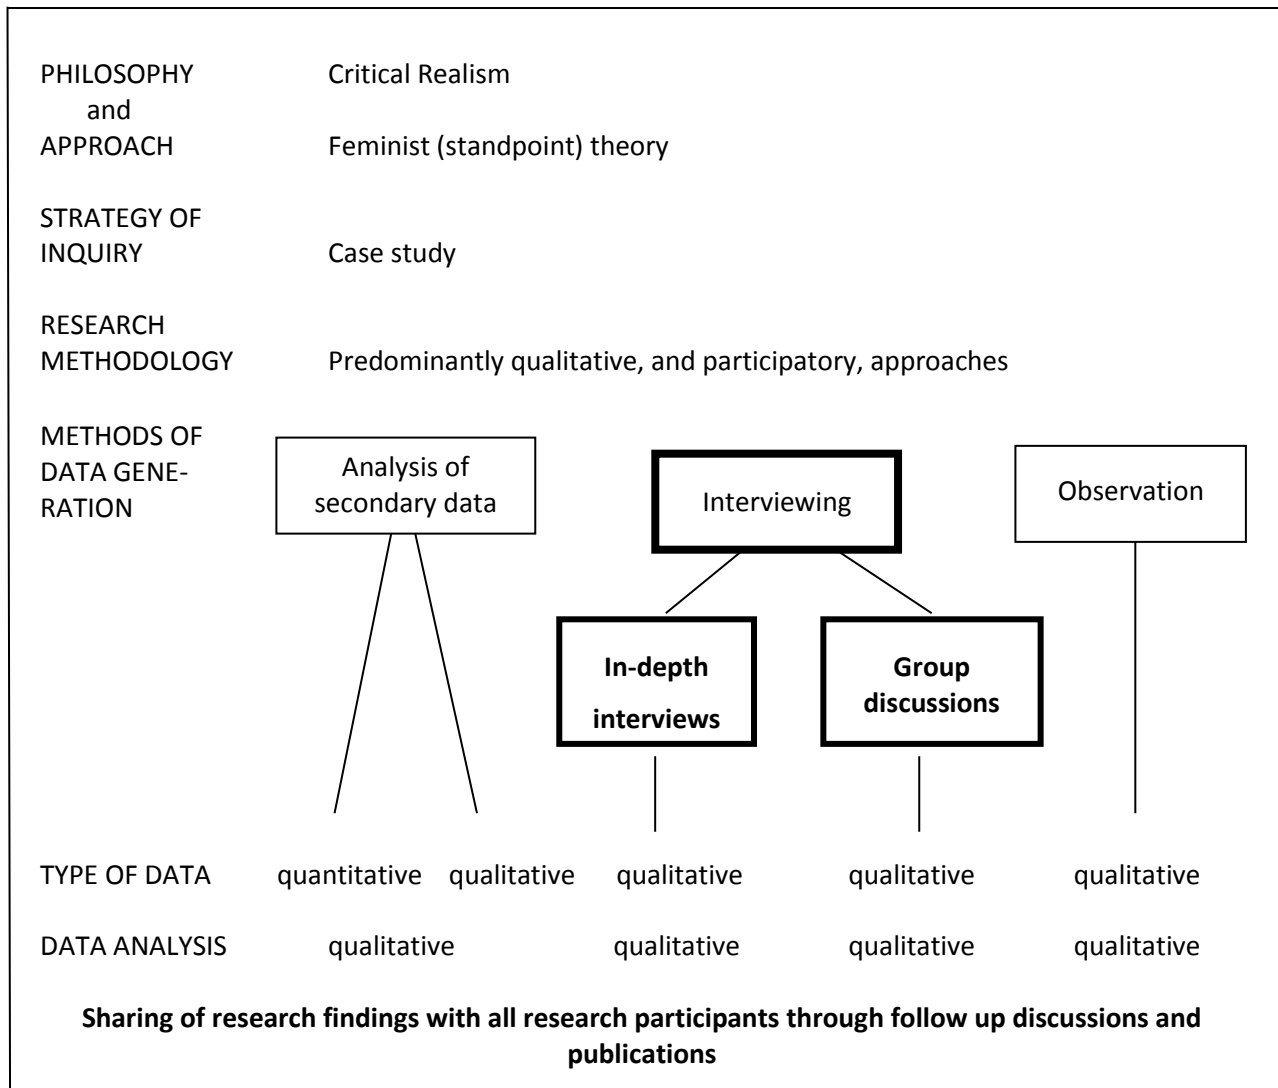 PHILOSOPHY Critical Realism
and
APPROACH Feminist (standpoint) theory
STRATEGY OF
INQUIRY Case study
RESEARCH
METHODOLOGY Predominantly qualitative, and participatory, approaches
METHODS OF
DATA GENE-
RATION
Analysis of
secondary data
Interviewing
Observation
In-depth
interviews
Group
discussions
TYPE OF DATA quantitative qualitative qualitative qualitative qualitative
DATA ANALYSIS qualitative qualitative qualitative qualitative
Sharing of research findings with all research participants through follow up discussions and
publications